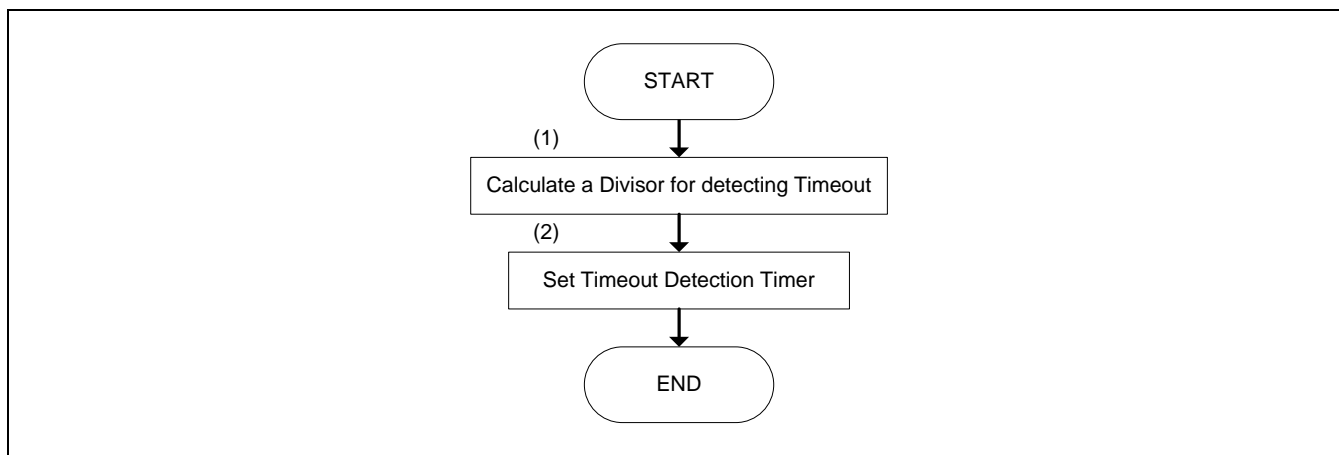 START
(1)
Calculate a Divisor for detecting Timeout
(2)
Set Timeout Detection Timer
END